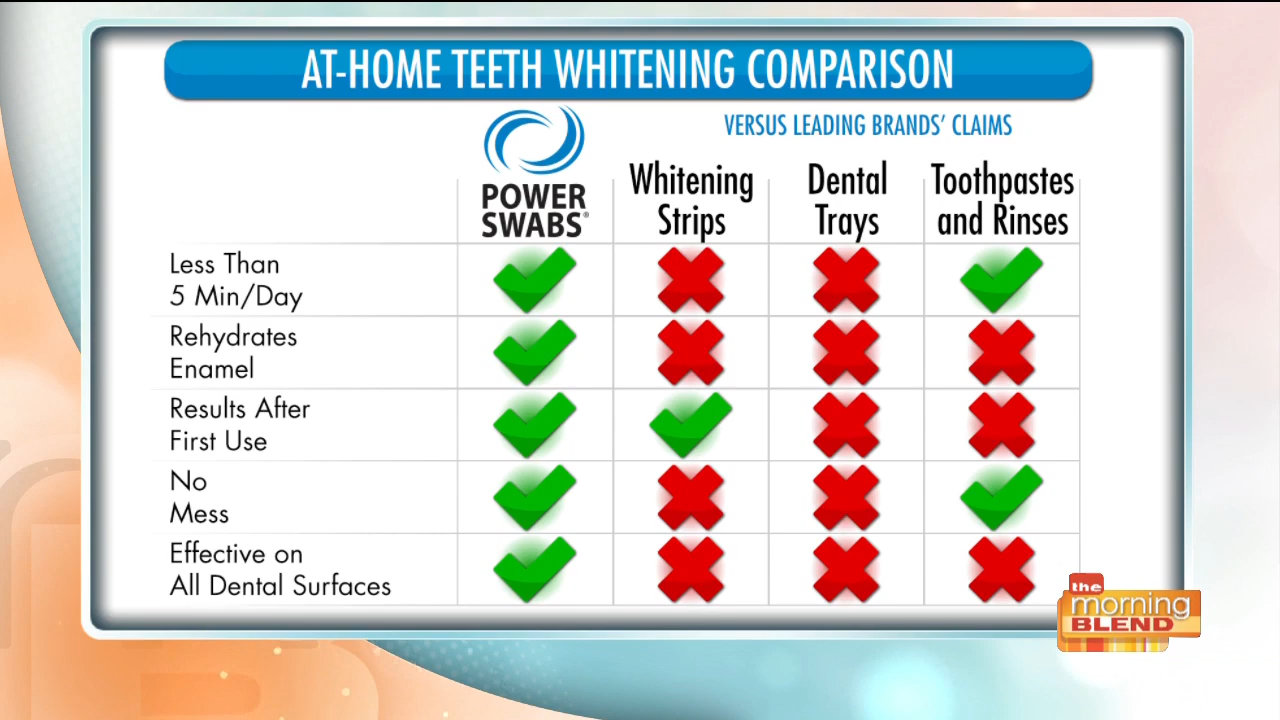 AT-HOME TEETH WHITENING COMPARISON
VERSUS LEADING BRANDS' CLAIMS
POWER
SWABS®
Whitening
Strips
Dental
Trays
Toothpastes
and Rinses
Less Than
5 Min/Day
Rehydrates
Enamel
Results After
First Use
No
Mess
Effective on
All Dental Surfaces
the
morning
BLEND